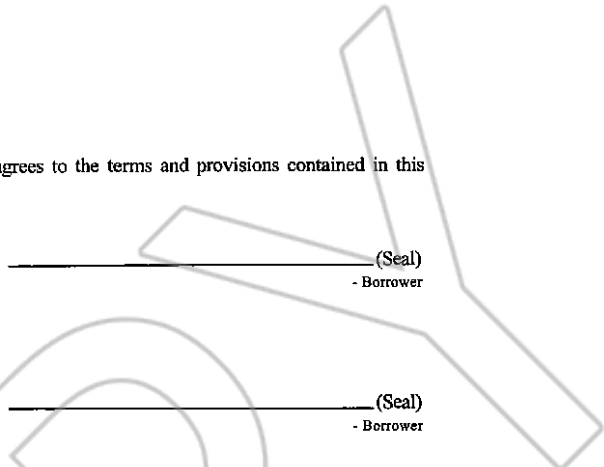 agrees to the terms and provisions contained in this
(Seal)
- Borrower
(Seal)
- Borrower